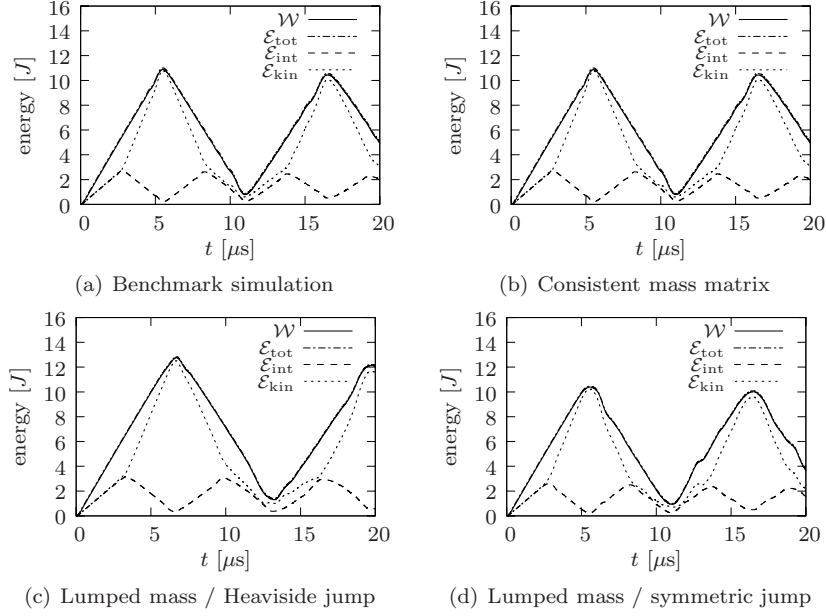 16
14
12
10
8
6
4
2
0
energy [J]
0 5 10 15 20
t [μs]
𝒲
ℰtot
ℰint
ℰkin
(a) Benchmark simulation
16
14
12
10
8
6
4
2
0
energy [J]
0 5 10 15 20
t [μs]
𝒲
ℰtot
ℰint
ℰkin
(b) Consistent mass matrix
16
14
12
10
8
6
4
2
0
energy [J]
0 5 10 15 20
t [μs]
𝒲
ℰtot
ℰint
ℰkin
(c) Lumped mass / Heaviside jump
16
14
12
10
8
6
4
2
0
energy [J]
0 5 10 15 20
t [μs]
𝒲
ℰtot
ℰint
ℰkin
(d) Lumped mass / symmetric jump